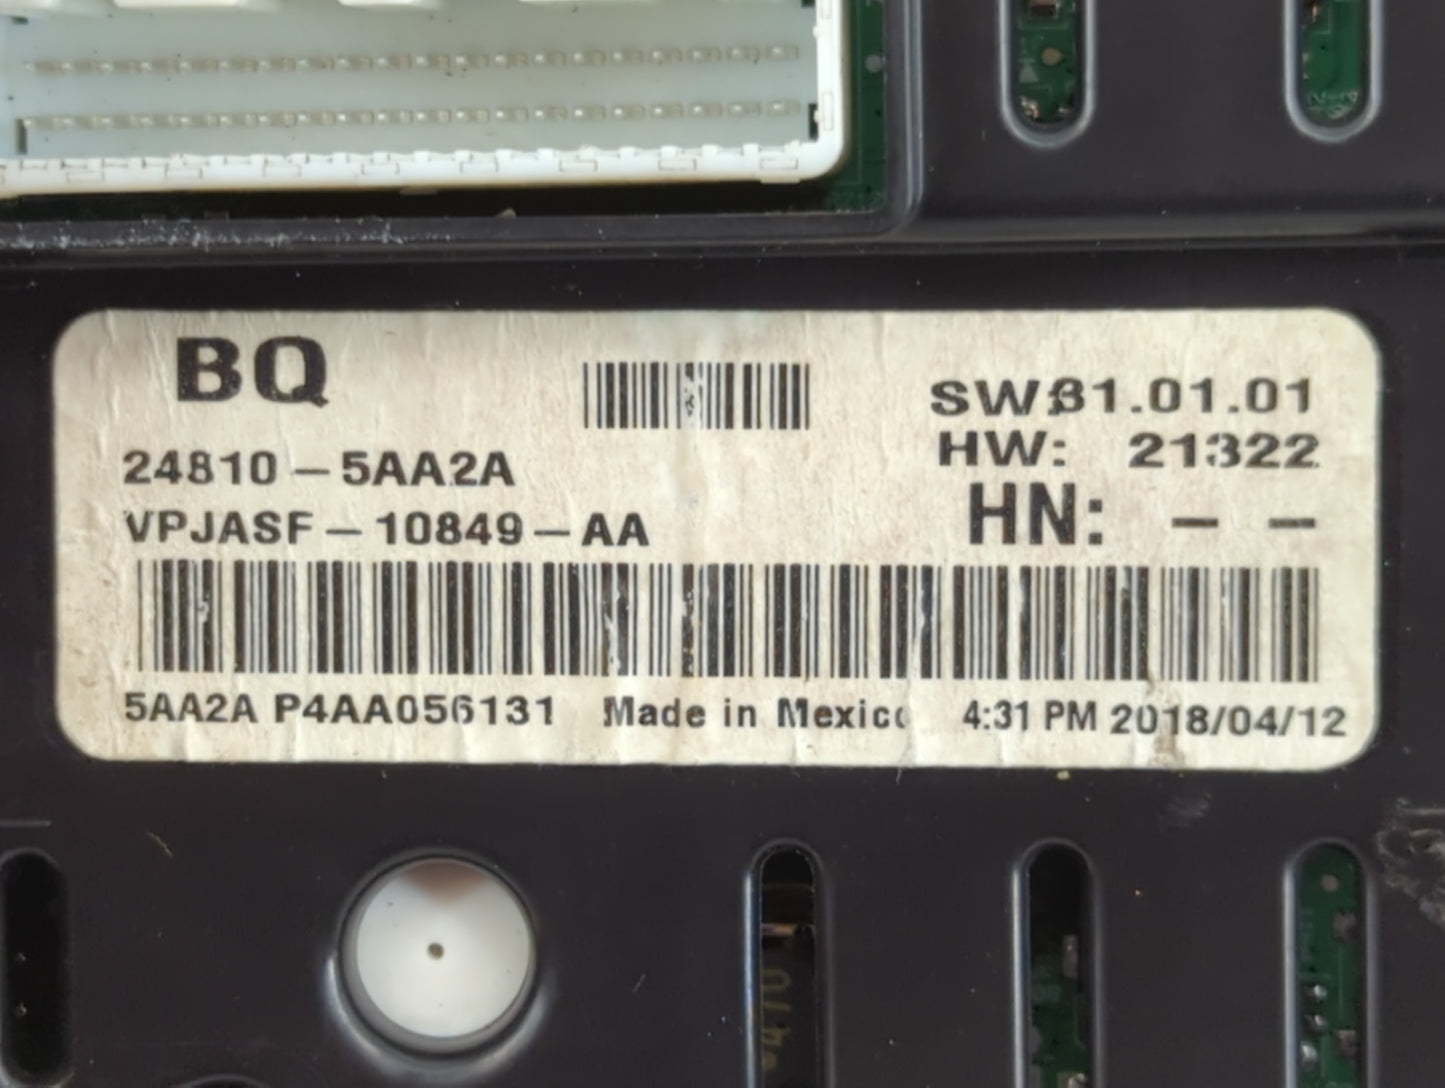 BQ
SW:31.01.01
HW: 21322
24810-5AA2A
HN: - -
VPJASF-10849-AA
5AA2A P4AA056131 Made in Mexico 4:31 PM 2018/04/12